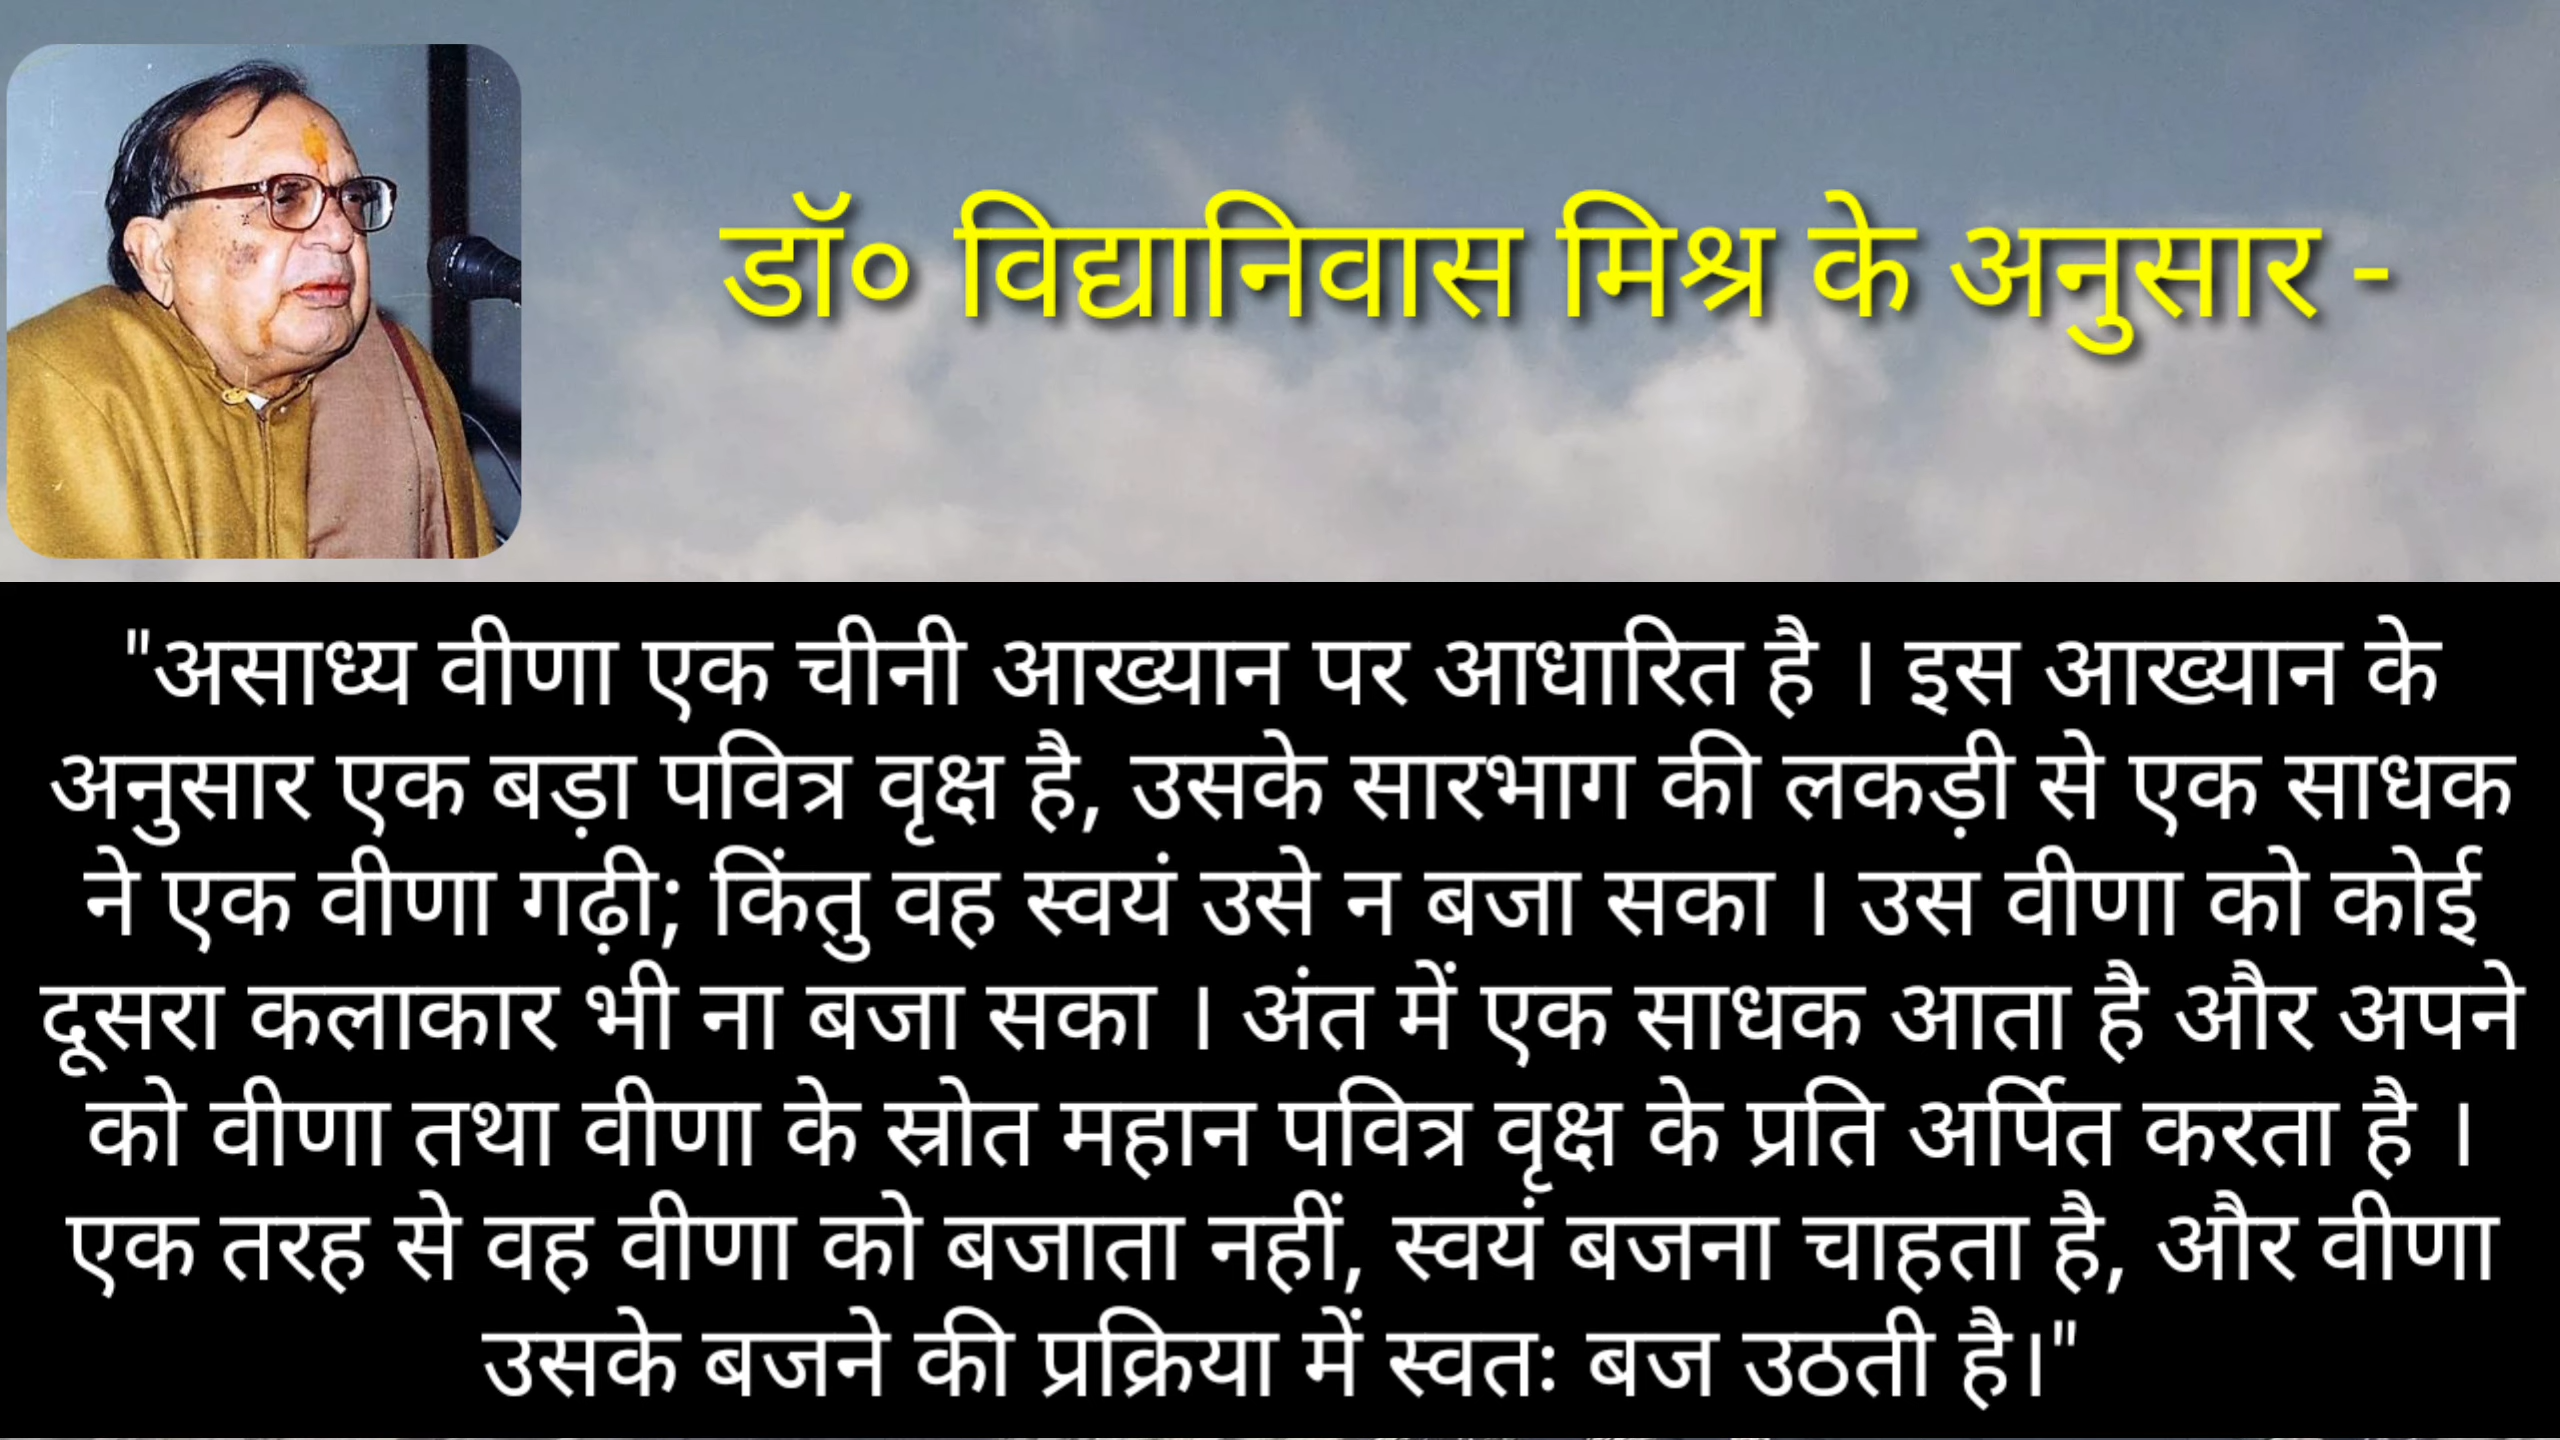 डॉ० विद्यानिवास मिश्र के अनुसार -
"असाध्य वीणा एक चीनी आख्यान पर आधारित है । इस आख्यान के
अनुसार एक बड़ा पवित्र वृक्ष है, उसके सारभाग की लकड़ी से एक साधक
ने एक वीणा गढ़ी; किंतु वह स्वयं उसे न बजा सका । उस वीणा को कोई
दूसरा कलाकार भी ना बजा सका । अंत में एक साधक आता है और अपने
को वीणा तथा वीणा के स्रोत महान पवित्र वृक्ष के प्रति अर्पित करता है ।
एक तरह से वह वीणा को बजाता नहीं, स्वयं बजना चाहता है, और वीणा
उसके बजने की प्रक्रिया में स्वतः बज उठती है।"